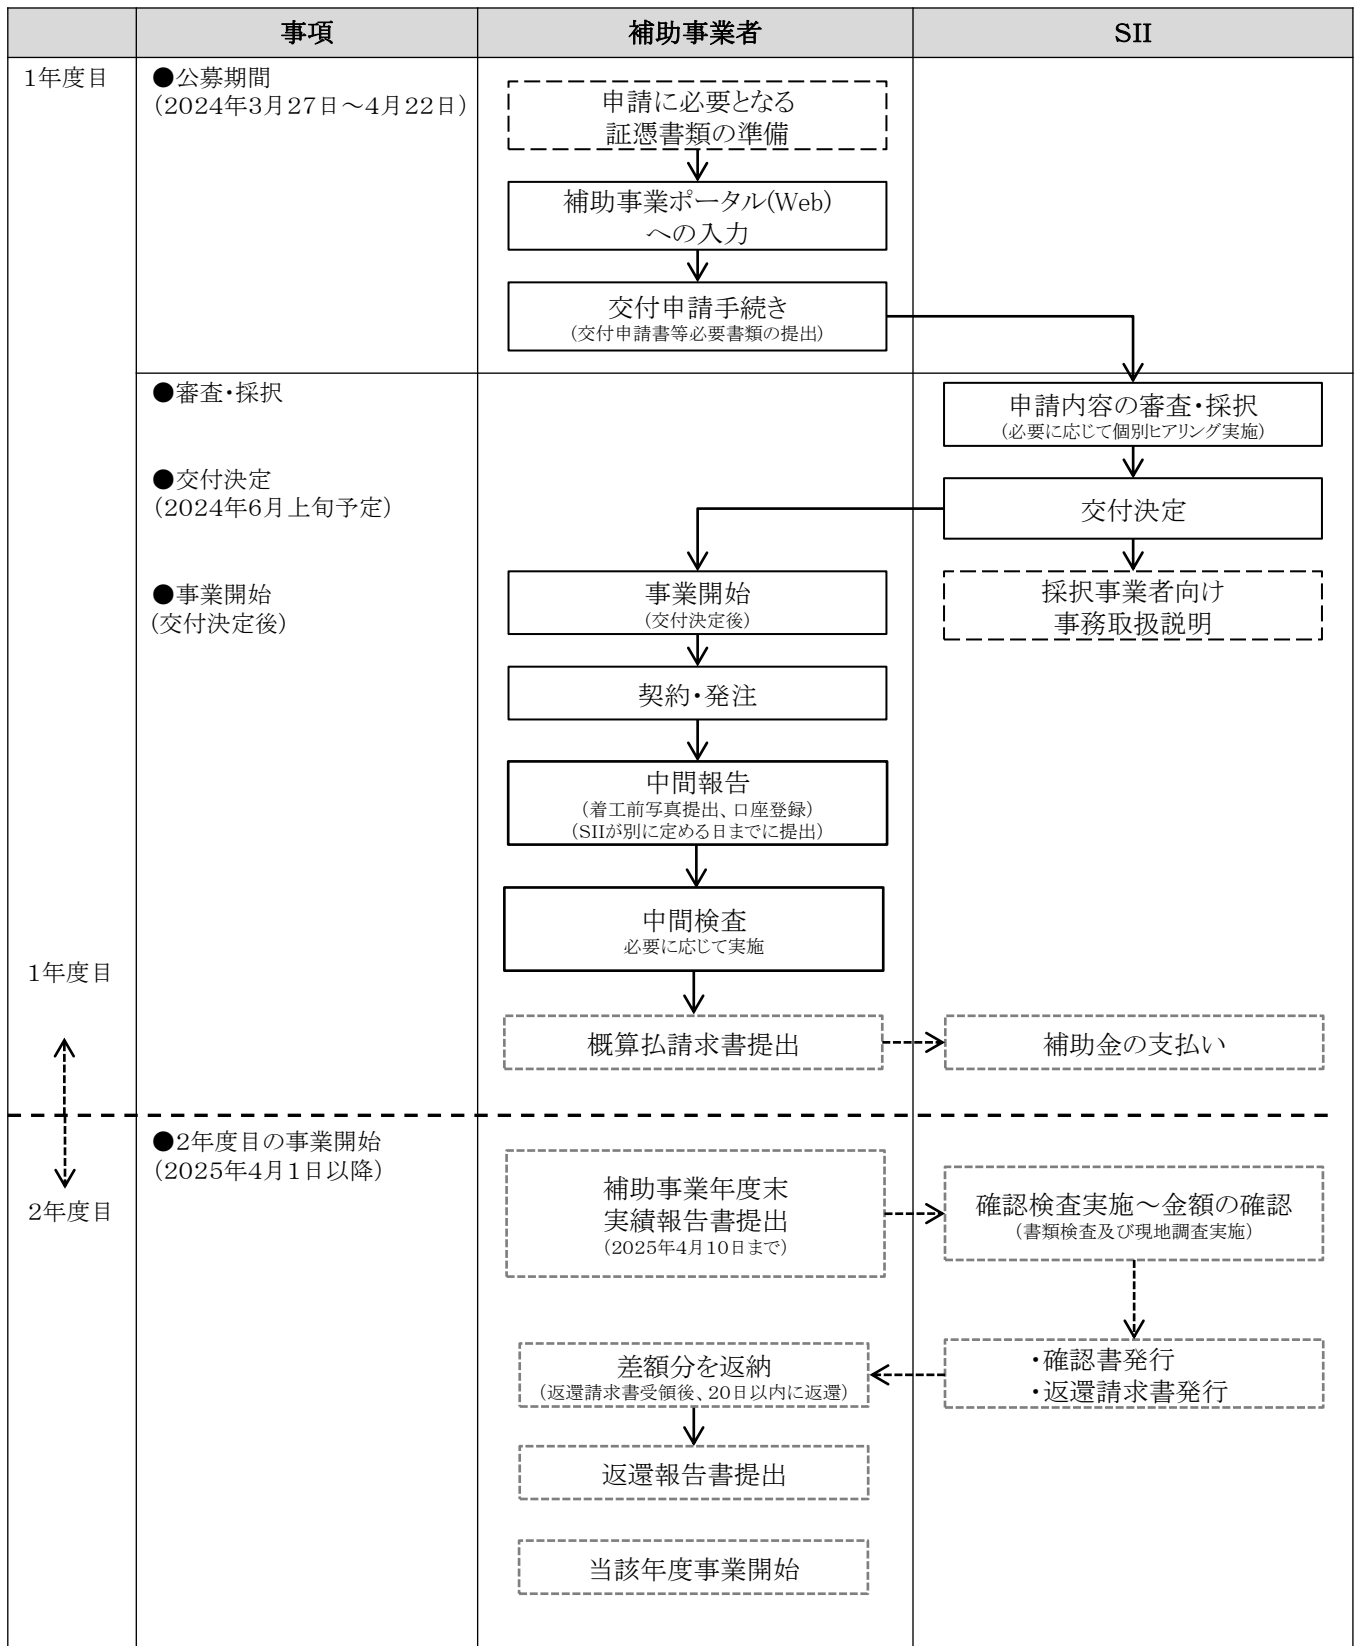 事項
補助事業者
SII
1年度目
●公募期間
(2024年3月27日～4月22日)
申請に必要となる
証憑書類の準備
補助事業ポータル(Web)
への入力
交付申請手続き
(交付申請書等必要書類の提出)
●審査・採択
申請内容の審査・採択
(必要に応じて個別ヒアリング実施)
●交付決定
(2024年6月上旬予定)
交付決定
●事業開始
(交付決定後)
事業開始
(交付決定後)
採択事業者向け
事務取扱説明
契約・発注
中間報告
(着工前写真提出、口座登録)
(SIIが別に定める日までに提出)
中間検査
必要に応じて実施
1年度目
概算払請求書提出
補助金の支払い
●2年度目の事業開始
(2025年4月1日以降)
2年度目
補助事業年度末
実績報告書提出
(2025年4月10日まで)
確認検査実施～金額の確認
(書類検査及び現地調査実施)
差額分を返納
(返還請求書受領後、20日以内に返還)
・確認書発行
・返還請求書発行
返還報告書提出
当該年度事業開始